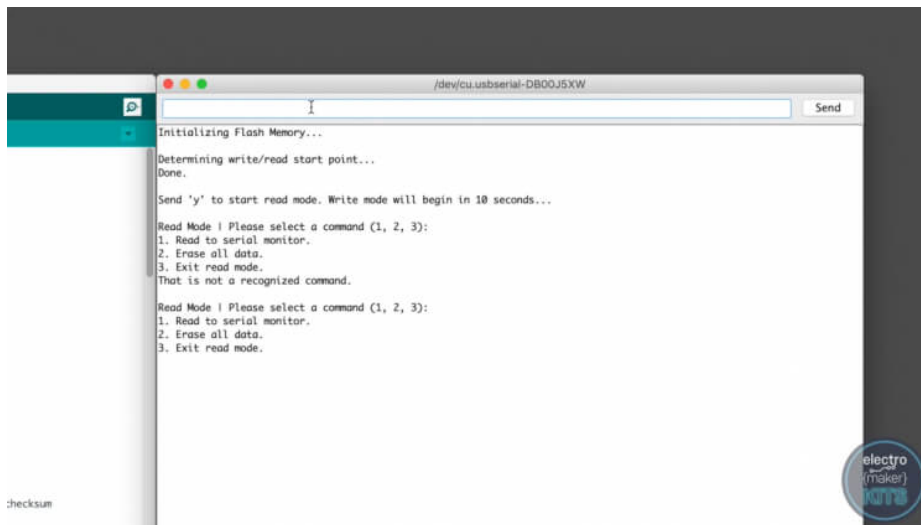 /dev/cu.usbserial-DB00J5XW
Send
Initializing Flash Memory...
Determining write/read start point...
Done.
Send 'y' to start read mode. Write mode will begin in 10 seconds...
Read Mode | Please select a command (1, 2, 3):
1. Read to serial monitor.
2. Erase all data.
3. Exit read mode.
That is not a recognized command.
Read Mode | Please select a command (1, 2, 3):
1. Read to serial monitor.
2. Erase all data.
3. Exit read mode.
checksum
electro
{maker}
KITS